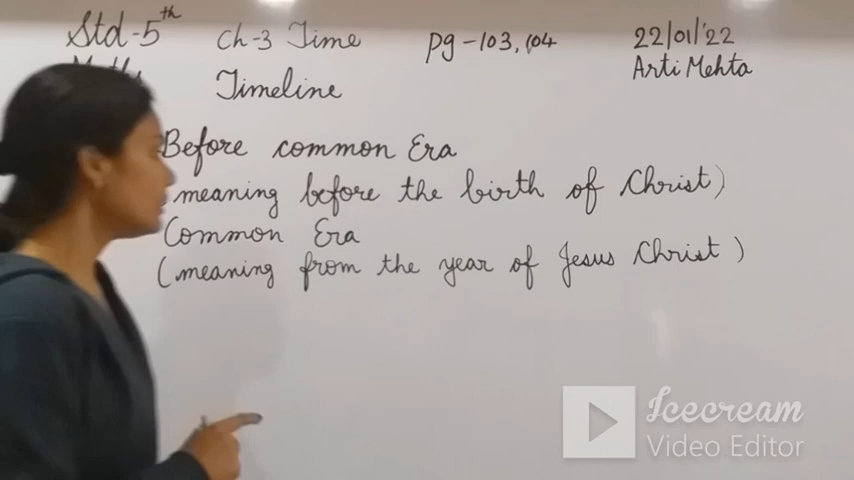 Std-5th Ch-3 Time Pg-103,104 22/01/'22
Maths Timeline Arti Mehta
Before common Era
meaning before the birth of Christ)
Common Era
(meaning from the year of Jesus Christ)
Icecream
Video Editor